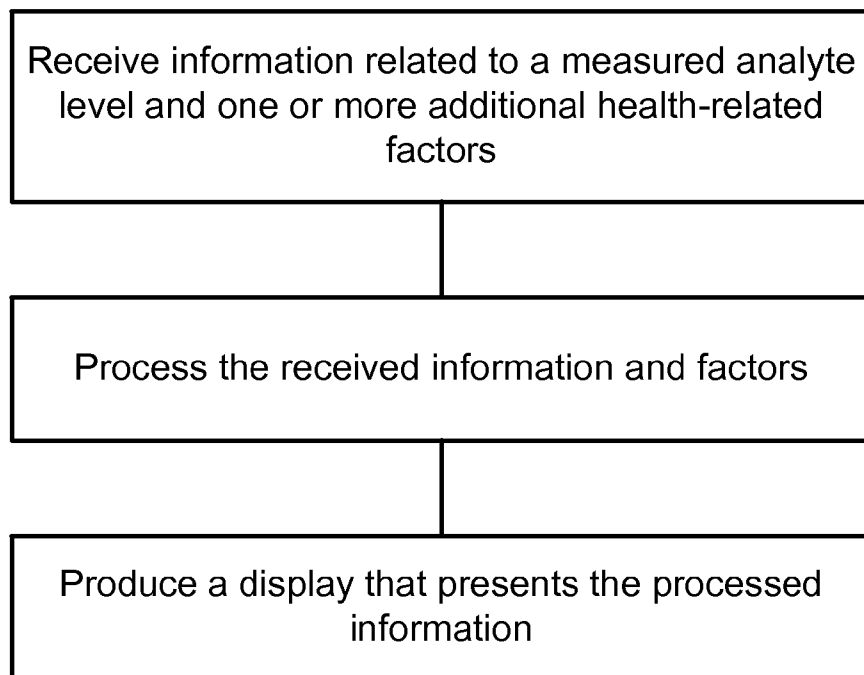 Receive information related to a measured analyte
level and one or more additional health-related
factors
Process the received information and factors
Produce a display that presents the processed
information